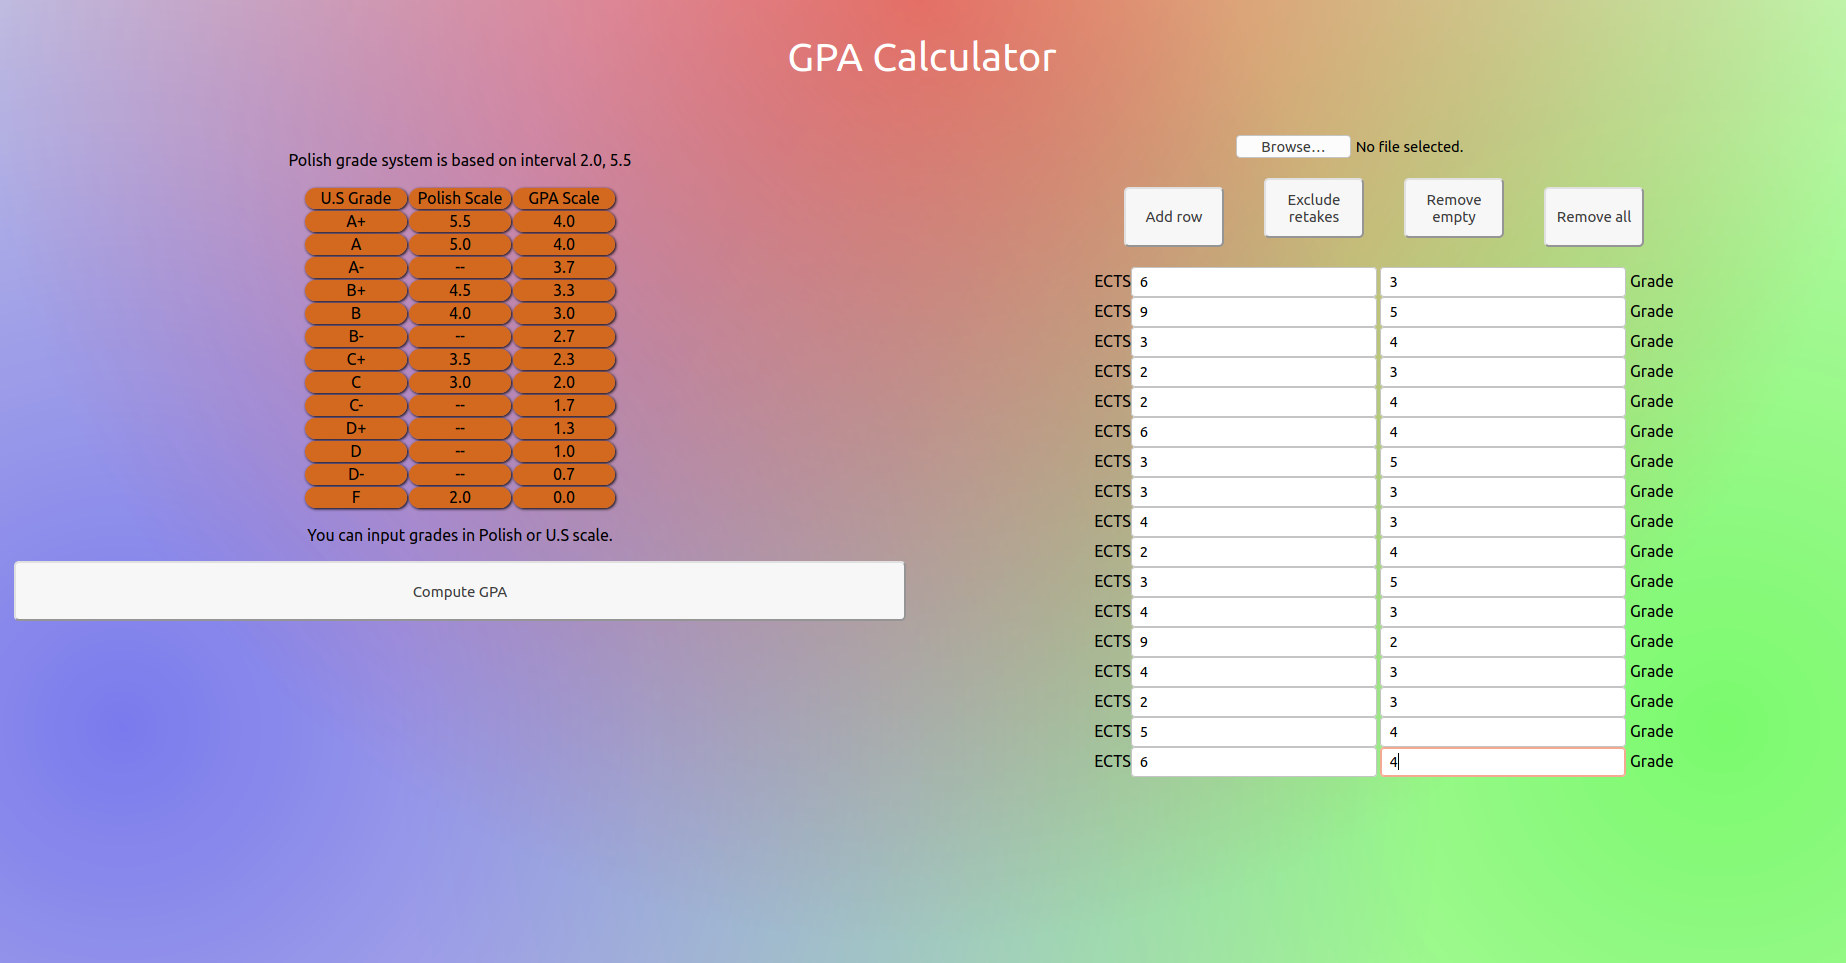 GPA Calculator
Polish grade system is based on interval 2.0, 5.5
U.S Grade Polish Scale GPA Scale
A+ 5.5 4.0
A 5.0 4.0
A- -- 3.7
B+ 4.5 3.3
B 4.0 3.0
B- -- 2.7
C+ 3.5 2.3
C 3.0 2.0
C- -- 1.7
D+ -- 1.3
D -- 1.0
D- -- 0.7
F 2.0 0.0
You can input grades in Polish or U.S scale.
Compute GPA
Browse... No file selected.
Add row
Exclude
retakes
Remove
empty
Remove all
ECTS 6 3 Grade
ECTS 9 5 Grade
ECTS 3 4 Grade
ECTS 2 3 Grade
ECTS 2 4 Grade
ECTS 6 4 Grade
ECTS 3 5 Grade
ECTS 3 3 Grade
ECTS 4 3 Grade
ECTS 2 4 Grade
ECTS 3 5 Grade
ECTS 4 3 Grade
ECTS 9 2 Grade
ECTS 4 3 Grade
ECTS 2 3 Grade
ECTS 5 4 Grade
ECTS 6 4 Grade